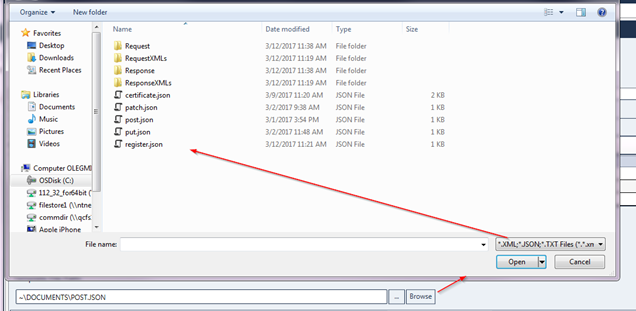 Organize New folder
Name Date modified Type Size
Favorites
Desktop
Downloads
Recent Places
Libraries
Documents
Music
Pictures
Videos
Computer OLEGM
OSDisk (C:)
112_32_for64bit (\\
filestore1 (\\ntne
commdir (\\qcfs
Apple iPhone
Request 3/12/2017 11:38 AM File folder
RequestXMLs 3/12/2017 11:19 AM File folder
Response 3/12/2017 11:38 AM File folder
ResponseXMLs 3/12/2017 11:19 AM File folder
certificate.json 3/9/2017 11:20 AM JSON File 2 KB
patch.json 3/2/2017 9:38 AM JSON File 1 KB
post.json 3/1/2017 3:54 PM JSON File 1 KB
put.json 3/2/2017 11:48 AM JSON File 1 KB
register.json 3/12/2017 11:21 AM JSON File 1 KB
File name: *.XML;*.JSON;*.TXT Files (*.*.xn
Open Cancel
~\DOCUMENTS\POST.JSON ... Browse